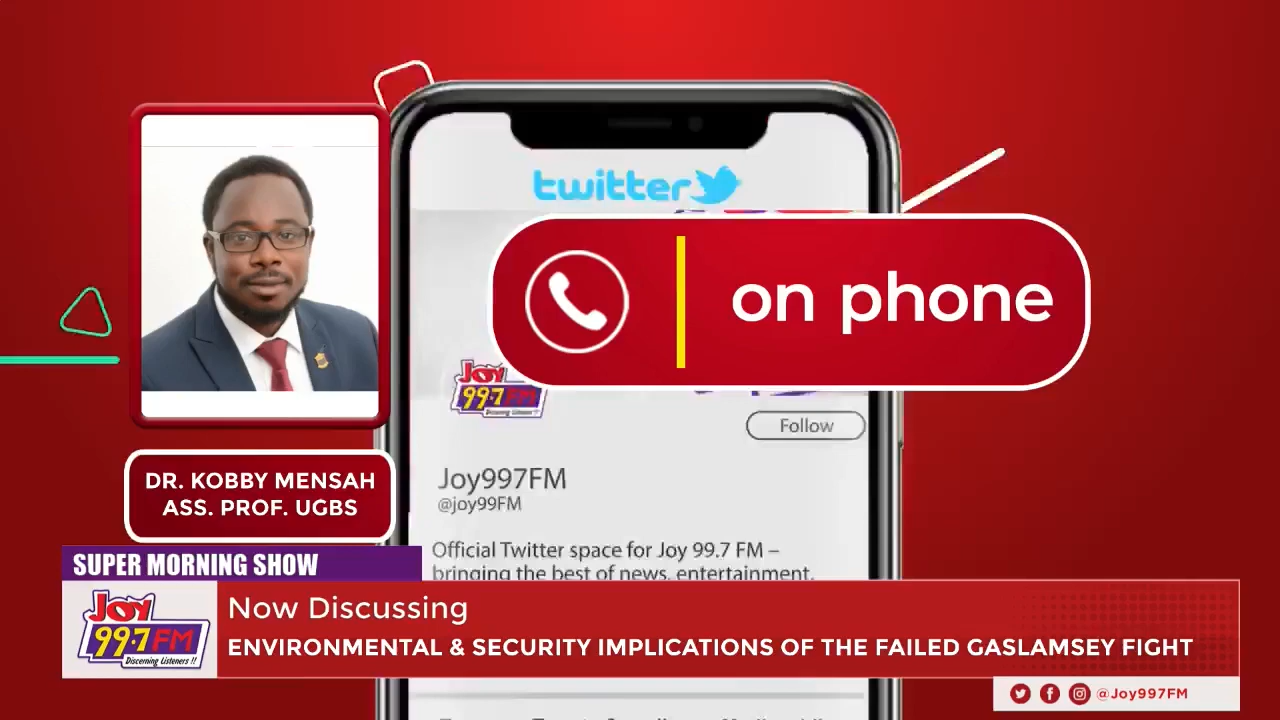 twitter
on phone
JOY
99.7 FM
Discerning Listeners !!
Follow
Joy997FM
@joy99FM
Official Twitter space for Joy 99.7 FM –
bringing the best of news, entertainment,
DR. KOBBY MENSAH
ASS. PROF. UGBS
SUPER MORNING SHOW
JOY
99.7 FM
Discerning Listeners !!
Now Discussing
ENVIRONMENTAL & SECURITY IMPLICATIONS OF THE FAILED GASLAMSEY FIGHT
@Joy997FM